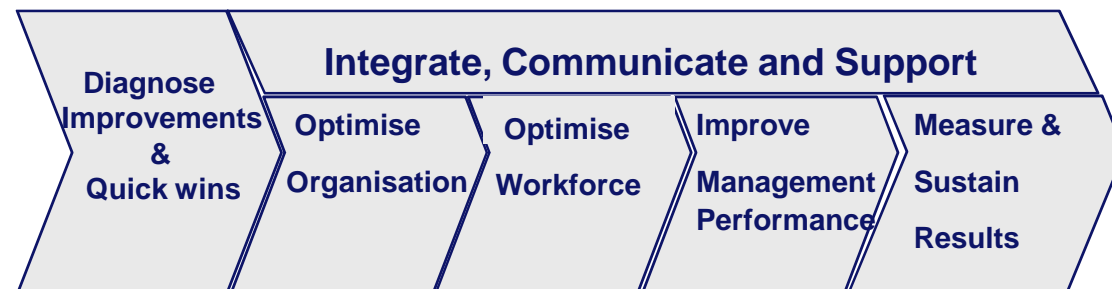 Integrate, Communicate and Support
Diagnose
Improvements
&
Quick wins
Optimise
Organisation
Optimise
Workforce
Improve
Management
Performance
Measure &
Sustain
Results